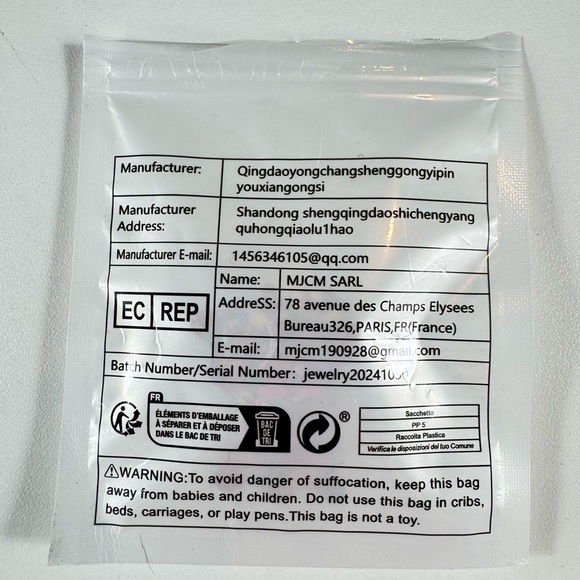 Manufacturer: Qingdaoyongchangshenggongyipin
youxiangongsi
Manufacturer Shandong shengqingdaoshichengyang
Address: quhongqiaolu1hao
Manufacturer E-mail: 1456346105@qq.com
EC REP
Name: MJCM SARL
AddreSS: 78 avenue des Champs Elysees
Bureau326,PARIS,FR(France)
E-mail: mjcm190928@gmail.com
Batch Number/Serial Number:
FR
ÉLÉMENTS D'EMBALLAGE
À SÉPARER ET À DÉPOSER
DANS LE BAC DE TRI
BAC
DE
TRI
®
Sacchetto
PP 5
Raccolta Plastica
Verifica le disposizioni del tuo Comune
⚠WARNING:To avoid danger of suffocation, keep this bag
away from babies and children. Do not use this bag in cribs,
beds, carriages, or play pens.This bag is not a toy.